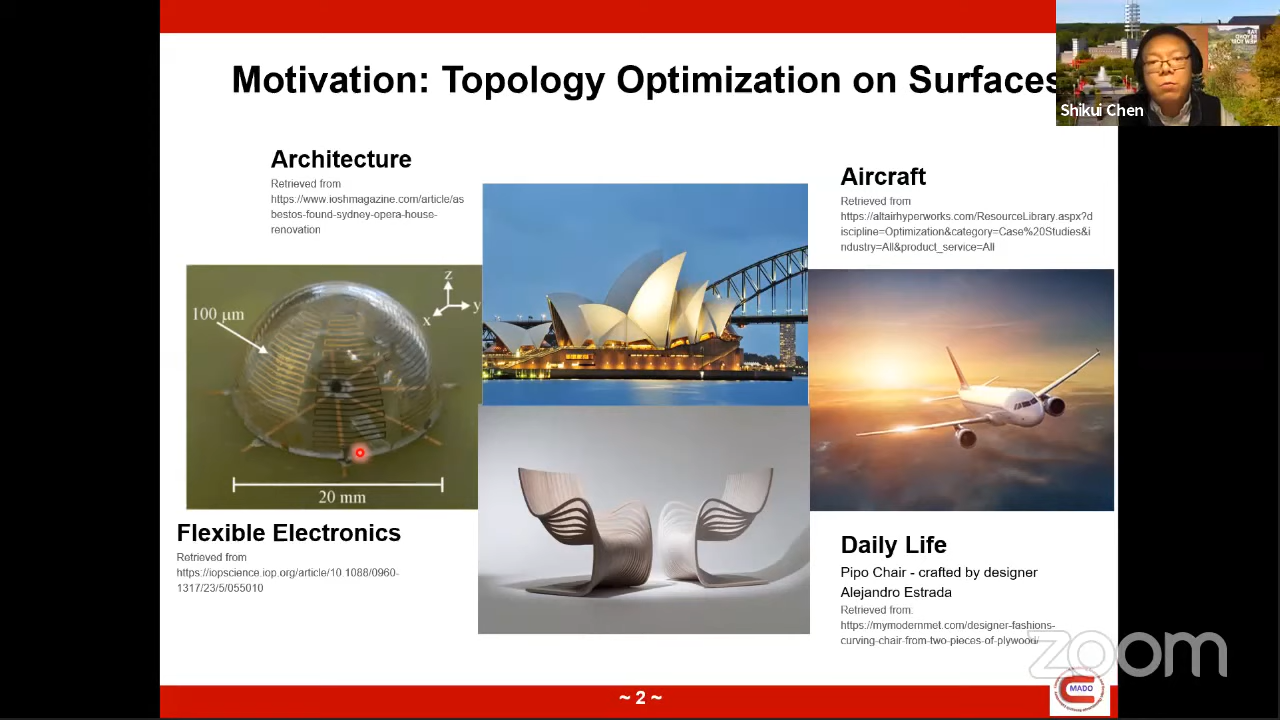 Motivation: Topology Optimization on Surfaces
Shikui Chen
Architecture
Retrieved from
https://www.ioshmagazine.com/article/as
bestos-found-sydney-opera-house-
renovation
Aircraft
Retrieved from
https://altairhyperworks.com/ResourceLibrary.aspx?d
iscipline=Optimization&category=Case%20Studies&i
ndustry=All&product_service=All
z
y
x
100 µm
20 mm
Flexible Electronics
Retrieved from
https://iopscience.iop.org/article/10.1088/0960-
1317/23/5/055010
Daily Life
Pipo Chair - crafted by designer
Alejandro Estrada
Retrieved from:
https://mymodernmet.com/designer-fashions-
curving-chair-from-two-pieces-of-plywood/
zoom
~ 2 ~
MADO